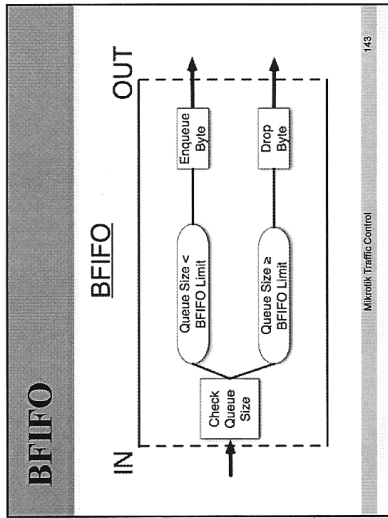 BFIFO
BFIFO
IN
OUT
Check
Queue
Size
Queue Size <
BFIFO Limit
Enqueue
Byte
Queue Size ≥
BFIFO Limit
Drop
Byte
Mikrotik Traffic Control
143